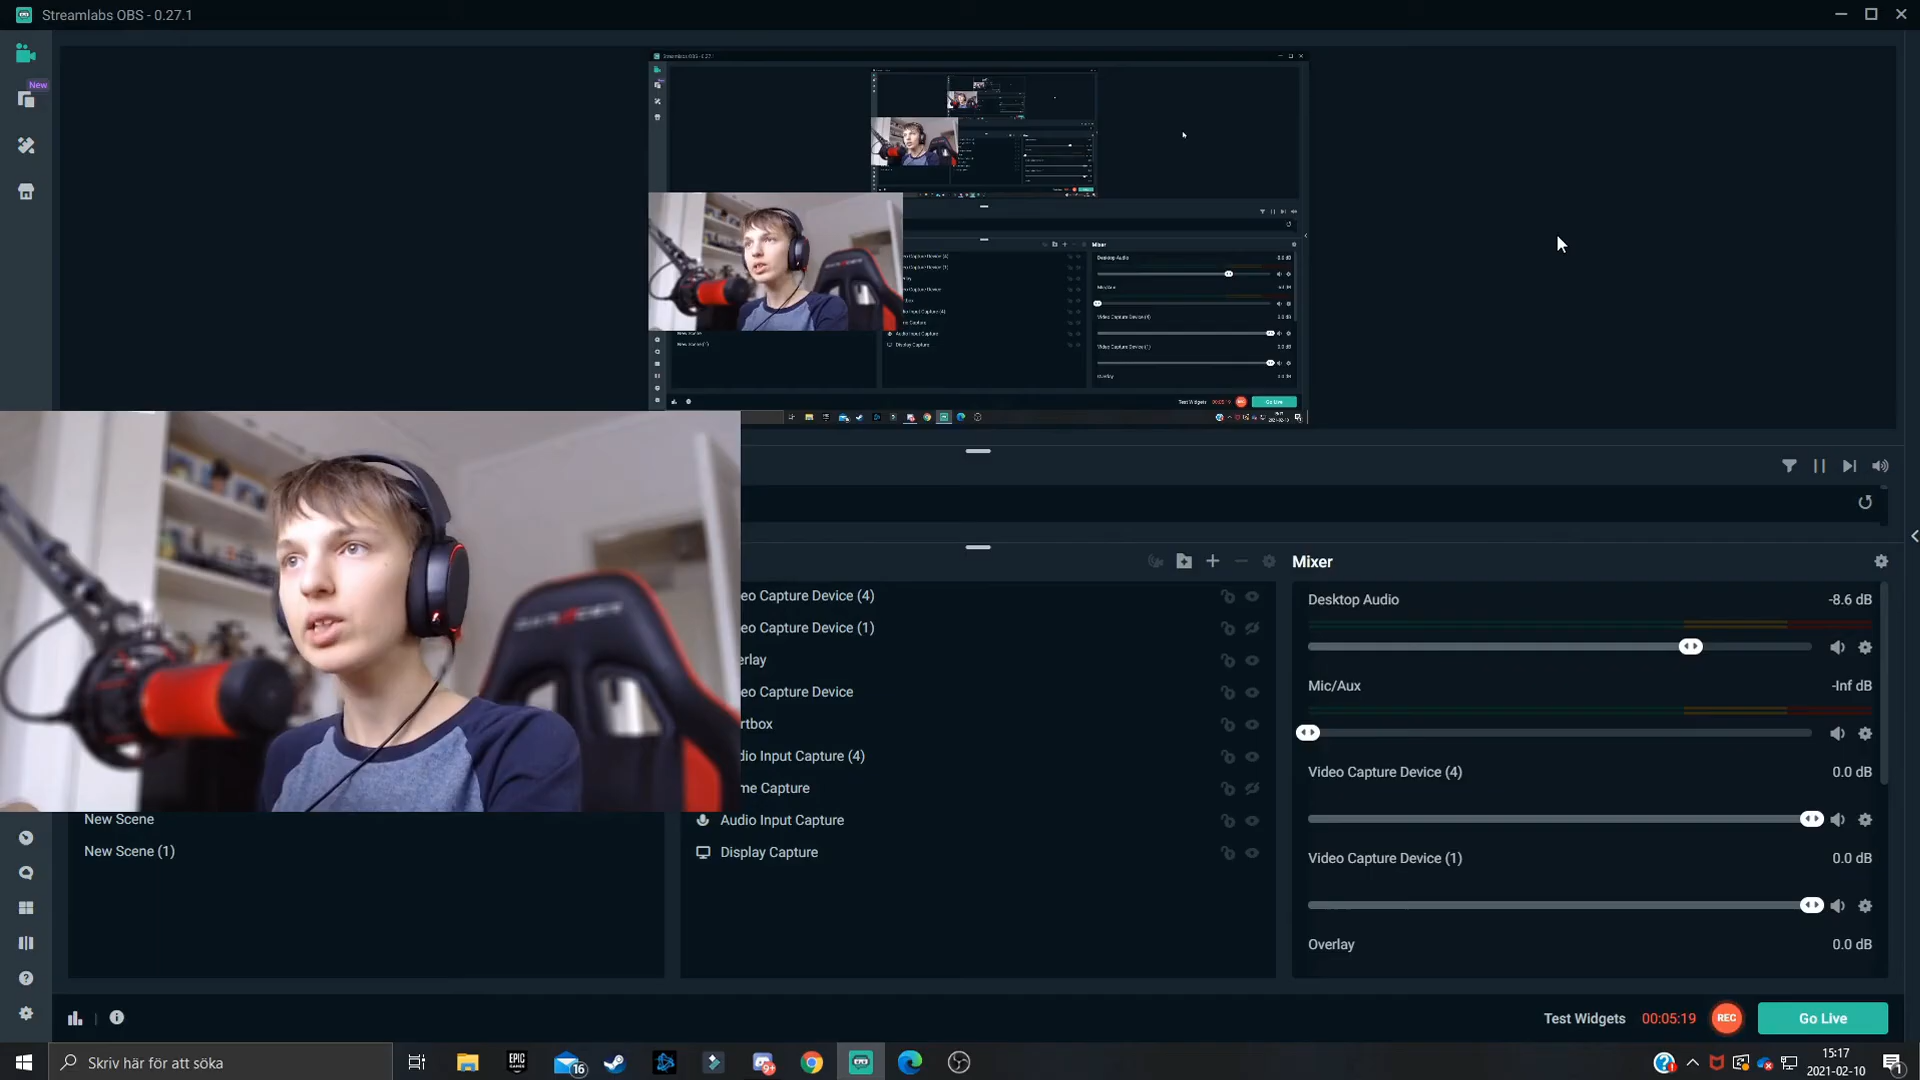 Streamlabs OBS - 0.27.1
New
Mixer
Desktop Audio -8.6 dB
Mic/Aux -Inf dB
Video Capture Device (4) 0.0 dB
Video Capture Device (1) 0.0 dB
Overlay 0.0 dB
eo Capture Device (4)
eo Capture Device (1)
erlay
eo Capture Device
rtbox
dio Input Capture (4)
me Capture
Audio Input Capture
Display Capture
New Scene
New Scene (1)
Test Widgets 00:05:19 REC Go Live
Skriv här för att söka
EPIC GAMES
16
9+
15:17
2021-02-10
1